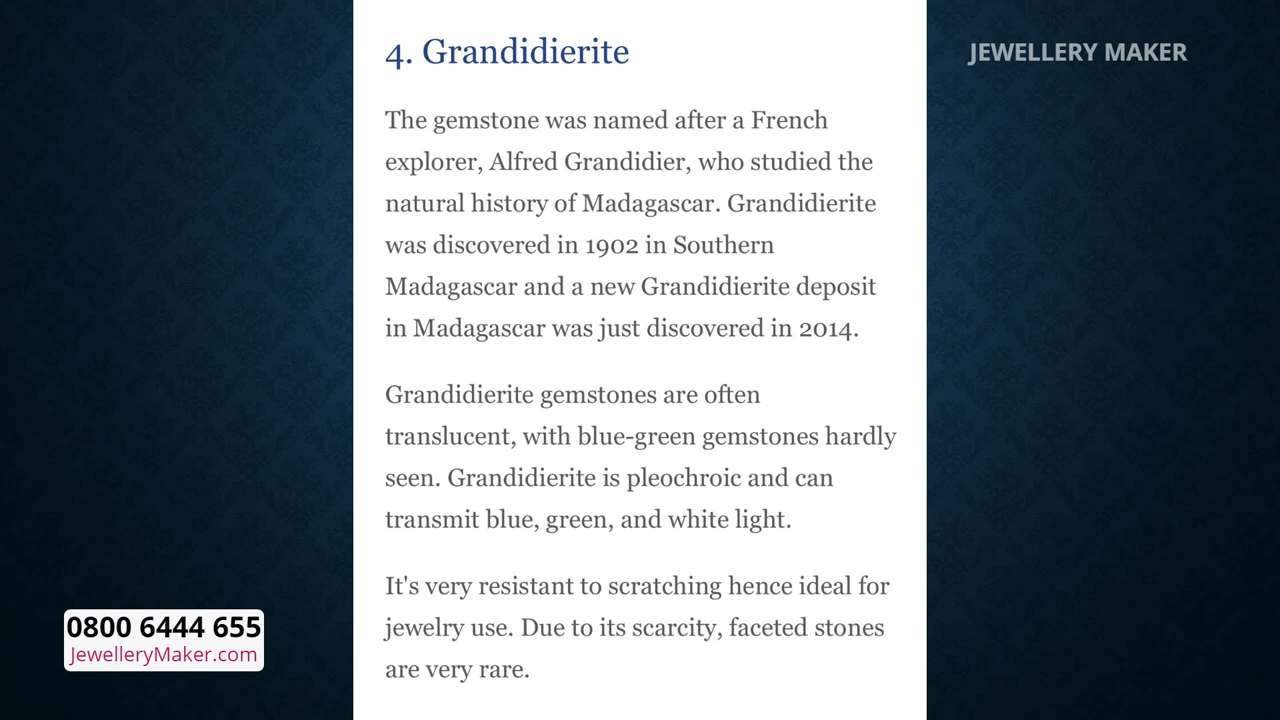 4. Grandidierite
JEWELLERY MAKER
The gemstone was named after a French
explorer, Alfred Grandidier, who studied the
natural history of Madagascar. Grandidierite
was discovered in 1902 in Southern
Madagascar and a new Grandidierite deposit
in Madagascar was just discovered in 2014.
Grandidierite gemstones are often
translucent, with blue-green gemstones hardly
seen. Grandidierite is pleochroic and can
transmit blue, green, and white light.
It's very resistant to scratching hence ideal for
jewelry use. Due to its scarcity, faceted stones
are very rare.
0800 6444 655
JewelleryMaker.com